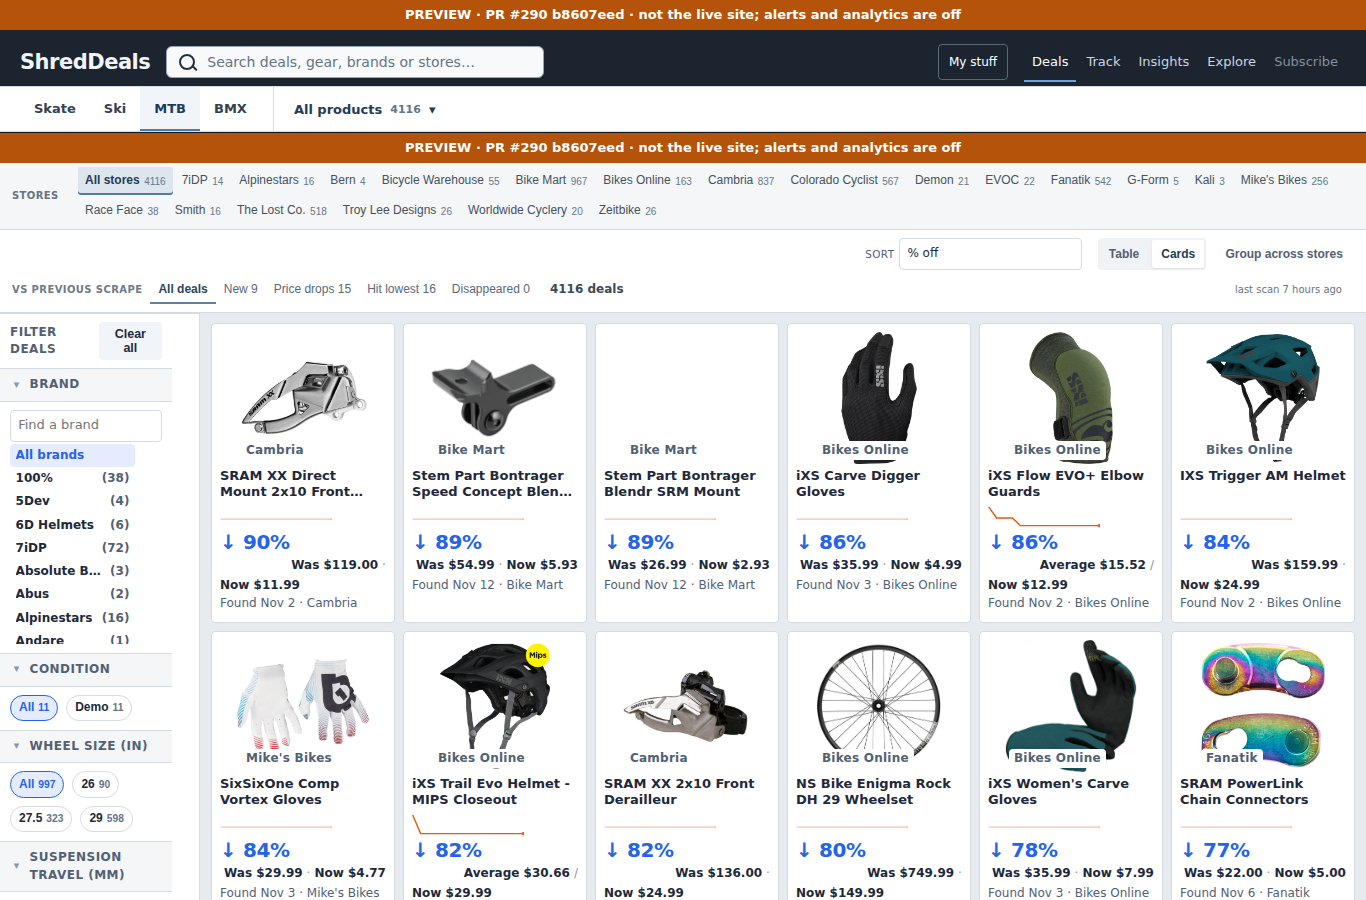 PREVIEW · PR #290 b8607eed · not the live site; alerts and analytics are off
ShredDeals
Search deals, gear, brands or stores…
My stuff
Deals
Track
Insights
Explore
Subscribe
Skate
Ski
MTB
BMX
All products 4116 ▾
PREVIEW · PR #290 b8607eed · not the live site; alerts and analytics are off
STORES
All stores 4116
7iDP 14
Alpinestars 16
Bern 4
Bicycle Warehouse 55
Bike Mart 967
Bikes Online 163
Cambria 837
Colorado Cyclist 567
Demon 21
EVOC 22
Fanatik 542
G-Form 5
Kali 3
Mike's Bikes 256
Race Face 38
Smith 16
The Lost Co. 518
Troy Lee Designs 26
Worldwide Cyclery 20
Zeitbike 26
SORT
% off
Table
Cards
Group across stores
VS PREVIOUS SCRAPE
All deals
New 9
Price drops 15
Hit lowest 16
Disappeared 0
4116 deals
last scan 7 hours ago
FILTER DEALS
Clear all
▾ BRAND
Find a brand
All brands
100% (38)
5Dev (4)
6D Helmets (6)
7iDP (72)
Absolute B… (3)
Abus (2)
Alpinestars (16)
Andare (1)
▾ CONDITION
All 11
Demo 11
▾ WHEEL SIZE (IN)
All 997
26 90
27.5 323
29 598
▾ SUSPENSION TRAVEL (MM)
Cambria
SRAM XX Direct
Mount 2x10 Front…
↓ 90%
Was $119.00 ·
Now $11.99
Found Nov 2 · Cambria
Bike Mart
Stem Part Bontrager
Speed Concept Blen…
↓ 89%
Was $54.99 · Now $5.93
Found Nov 12 · Bike Mart
Bike Mart
Stem Part Bontrager
Blendr SRM Mount
↓ 89%
Was $26.99 · Now $2.93
Found Nov 12 · Bike Mart
Bikes Online
iXS Carve Digger
Gloves
↓ 86%
Was $35.99 · Now $4.99
Found Nov 3 · Bikes Online
Bikes Online
iXS Flow EVO+ Elbow
Guards
↓ 86%
Average $15.52 /
Now $12.99
Found Nov 2 · Bikes Online
Bikes Online
IXS Trigger AM Helmet
↓ 84%
Was $159.99 ·
Now $24.99
Found Nov 2 · Bikes Online
Mike's Bikes
SixSixOne Comp
Vortex Gloves
↓ 84%
Was $29.99 · Now $4.77
Found Nov 3 · Mike's Bikes
Mips
Bikes Online
iXS Trail Evo Helmet -
MIPS Closeout
↓ 82%
Average $30.66 /
Now $29.99
Cambria
SRAM XX 2x10 Front
Derailleur
↓ 82%
Was $136.00 ·
Now $24.99
Bikes Online
NS Bike Enigma Rock
DH 29 Wheelset
↓ 80%
Was $749.99 ·
Now $149.99
Bikes Online
iXS Women's Carve
Gloves
↓ 78%
Was $35.99 · Now $7.99
Found Nov 3 · Bikes Online
Fanatik
SRAM PowerLink
Chain Connectors
↓ 77%
Was $22.00 · Now $5.00
Found Nov 6 · Fanatik